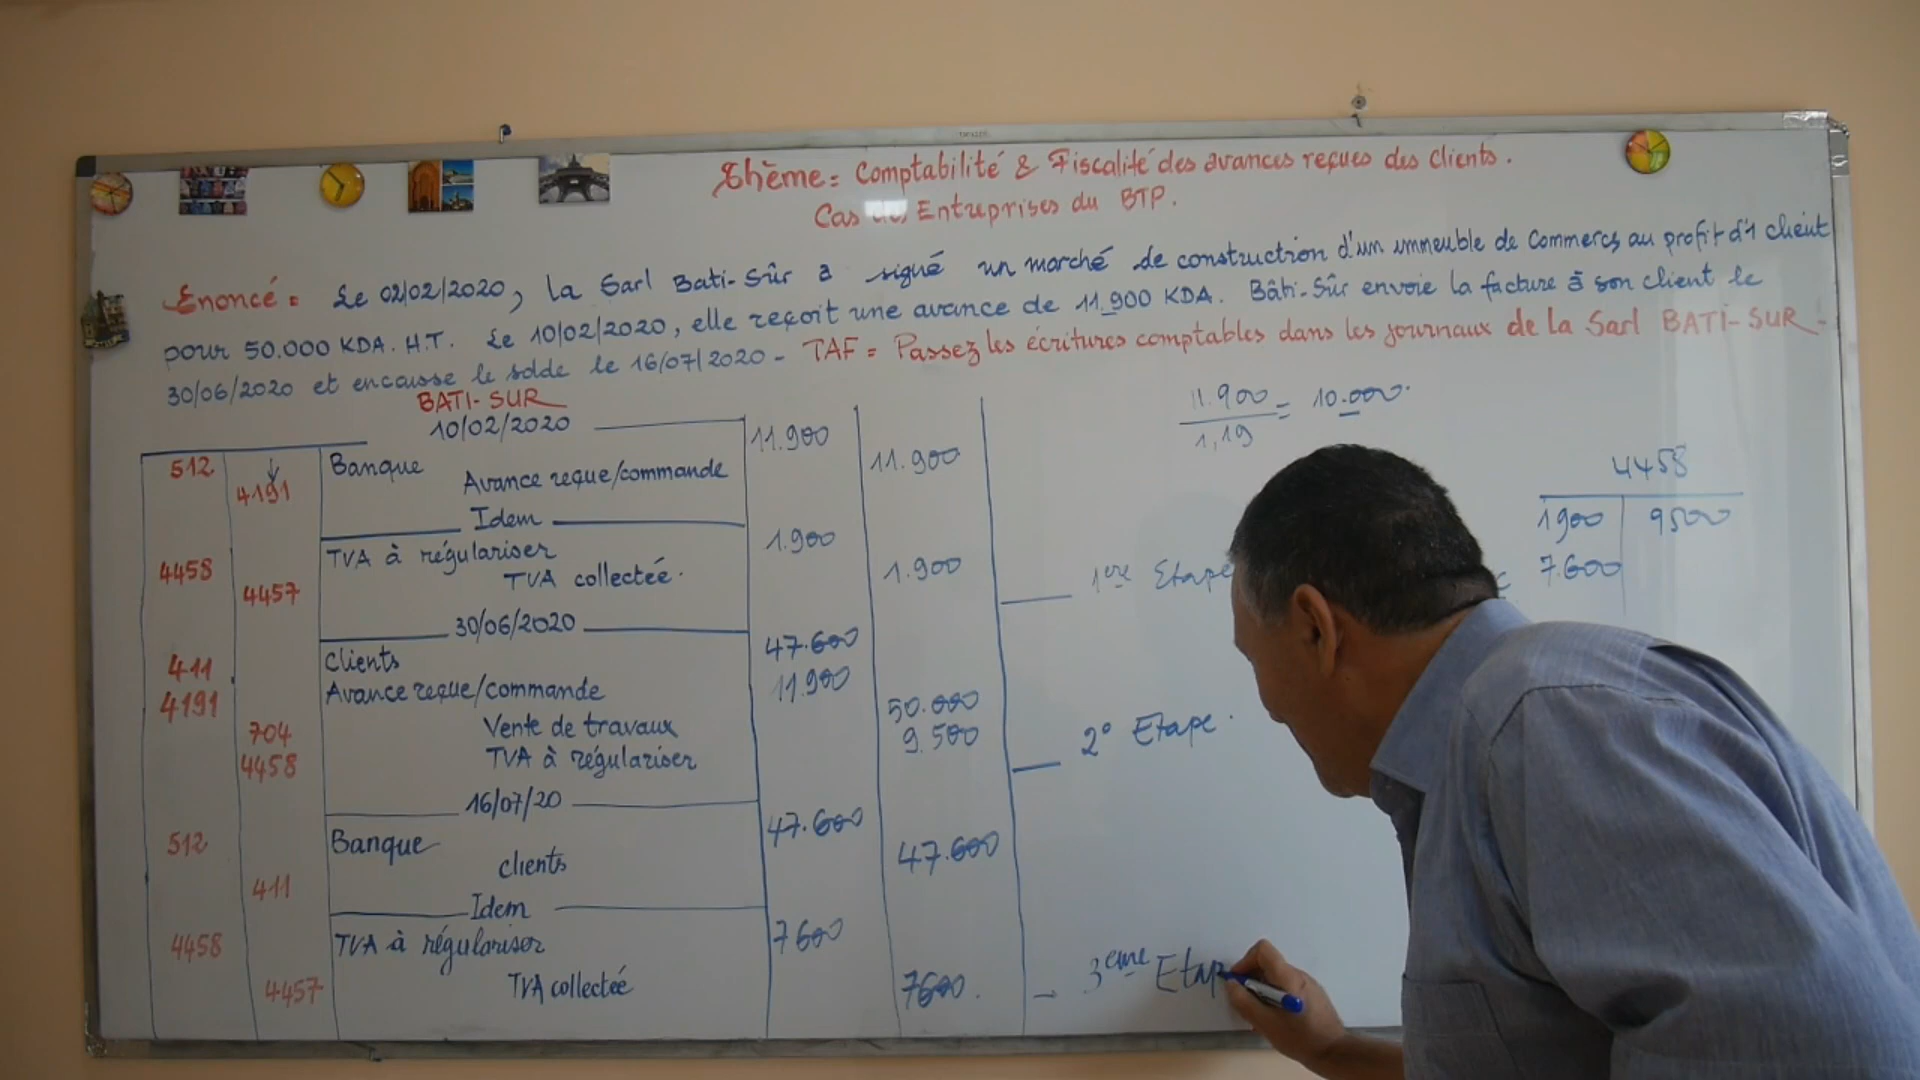 Thème = Comptabilité & Fiscalité des avances reçues des Clients.
Cas des Entreprises du BTP.
Enoncé = Le 02/02/2020, la Sarl Bati-Sûr a signé un marché de construction d'un immeuble de Commerces au profit d'1 client
pour 50.000 KDA. H.T. Le 10/02/2020, elle reçoit une avance de 11.900 KDA. Bâti-Sûr envoie la facture à son client le
30/06/2020 et encaisse le solde le 16/07/2020 - TAF = Passez les écritures comptables dans les journaux de la Sarl BATI-SUR -
BATI-SUR
10/02/2020
512 Banque 11.900
4191 Avance reçue/commande 11.900
Idem
4458 TVA à régulariser 1.900
4457 TVA collectée. 1.900
30/06/2020
411 Clients 47.600
4191 Avance reçue/commande 11.900
704 Vente de travaux 50.000
4458 TVA à régulariser 9.500
16/07/20
512 Banque 47.600
411 clients 47.600
Idem
4458 TVA à régulariser 7600
4457 TVA collectée 7600.
11.900 = 10.000.
1,19
1ere Etape
2° Etape.
3eme Etap
4458
1900 9500
7.600